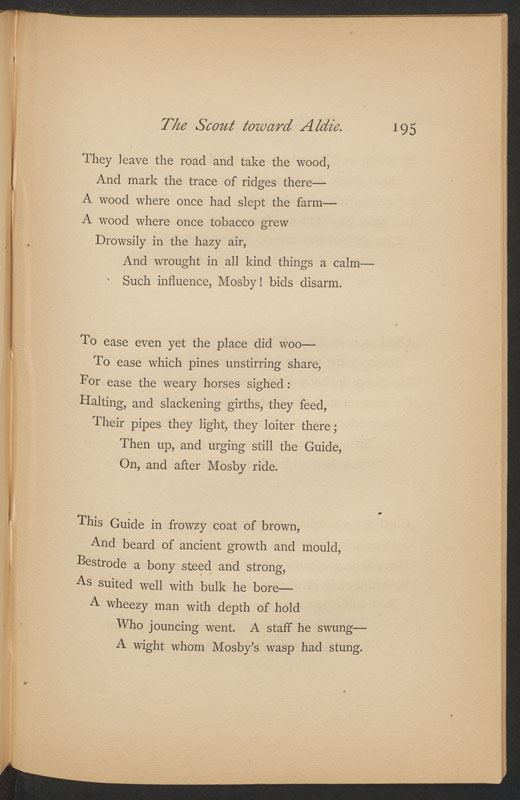 The Scout toward Aldie. 195
They leave the road and take the wood,
And mark the trace of ridges there—
A wood where once had slept the farm—
A wood where once tobacco grew
Drowsily in the hazy air,
And wrought in all kind things a calm—
Such influence, Mosby! bids disarm.
To ease even yet the place did woo—
To ease which pines unstirring share,
For ease the weary horses sighed:
Halting, and slackening girths, they feed,
Their pipes they light, they loiter there;
Then up, and urging still the Guide,
On, and after Mosby ride.
This Guide in frowzy coat of brown,
And beard of ancient growth and mould,
Bestrode a bony steed and strong,
As suited well with bulk he bore—
A wheezy man with depth of hold
Who jouncing went. A staff he swung—
A wight whom Mosby's wasp had stung.